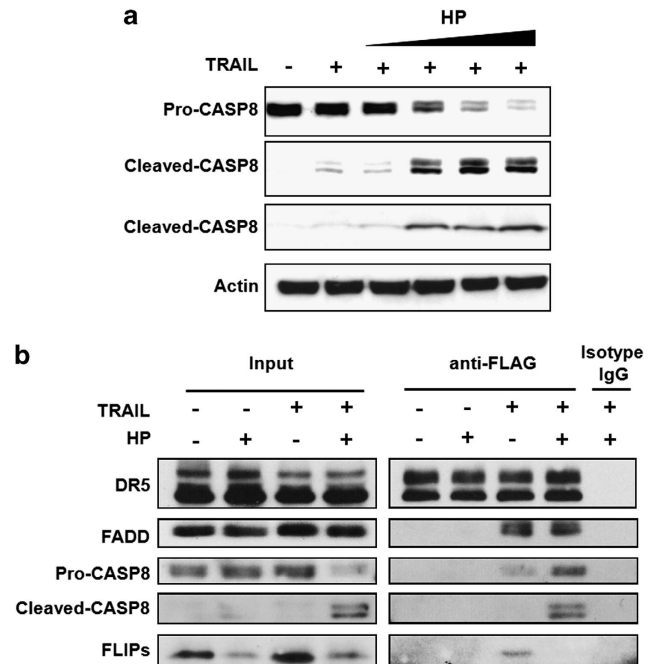 a
HP
TRAIL - + + + + +
Pro-CASP8
Cleaved-CASP8
Cleaved-CASP8
Actin
b
Input anti-FLAG Isotype IgG
TRAIL - - + + - - + + +
HP - + - + - + - + +
DR5
FADD
Pro-CASP8
Cleaved-CASP8
FLIPs